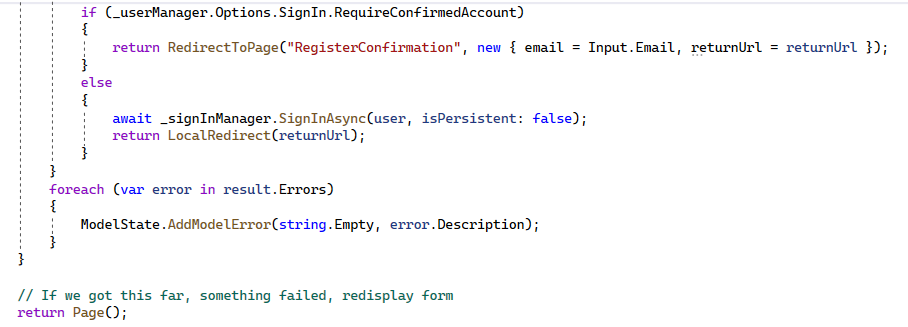 if (_userManager.Options.SignIn.RequireConfirmedAccount)
{
return RedirectToPage("RegisterConfirmation", new { email = Input.Email, returnUrl = returnUrl });
}
else
{
await _signInManager.SignInAsync(user, isPersistent: false);
return LocalRedirect(returnUrl);
}
}
foreach (var error in result.Errors)
{
ModelState.AddModelError(string.Empty, error.Description);
}
}
// If we got this far, something failed, redisplay form
return Page();